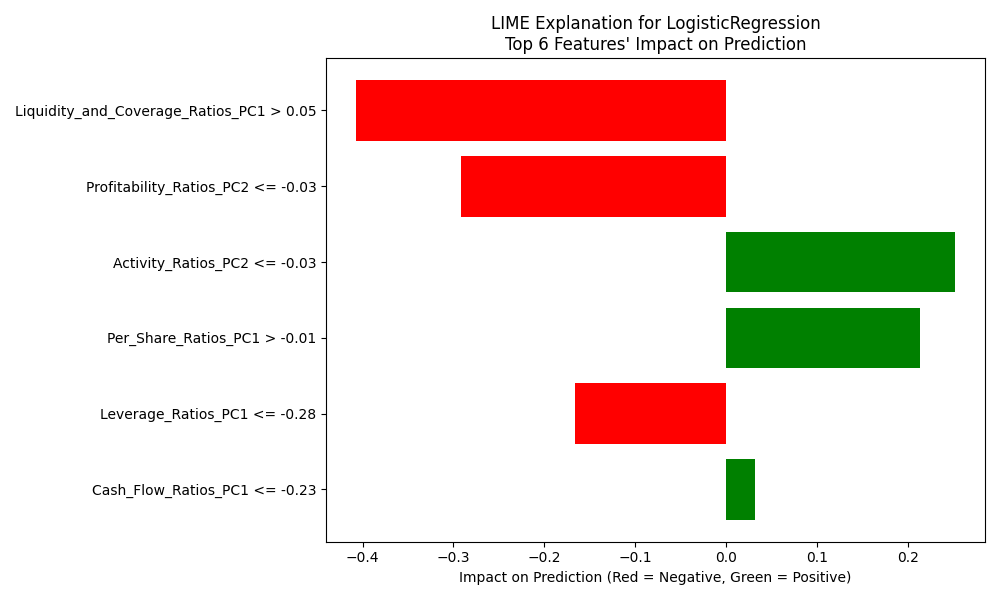 LIME Explanation for LogisticRegression
Top 6 Features' Impact on Prediction
Liquidity_and_Coverage_Ratios_PC1 > 0.05
Profitability_Ratios_PC2 <= -0.03
Activity_Ratios_PC2 <= -0.03
Per_Share_Ratios_PC1 > -0.01
Leverage_Ratios_PC1 <= -0.28
Cash_Flow_Ratios_PC1 <= -0.23
−0.4 −0.3 −0.2 −0.1 0.0 0.1 0.2
Impact on Prediction (Red = Negative, Green = Positive)